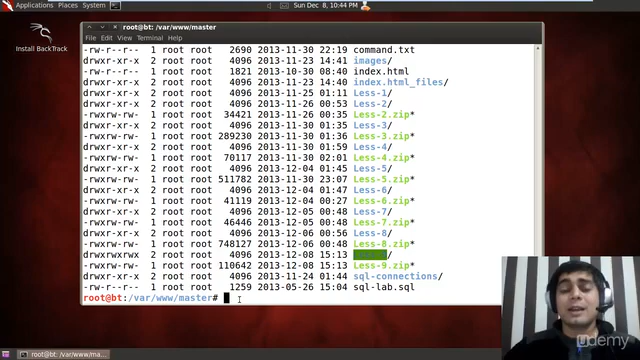 Applications Places System
Sun Dec 8, 10:44 PM
Install BackTrack
root@bt: /var/www/master
File Edit View Terminal Help
-rw-r--r-- 1 root root 2690 2013-11-30 22:19 command.txt
drwxr-xr-x 2 root root 4096 2013-11-23 14:41 images/
-rw-r--r-- 1 root root 1821 2013-10-30 08:40 index.html
drwxr-xr-x 2 root root 4096 2013-11-23 14:41 index.html_files/
drwxr-xr-x 2 root root 4096 2013-11-25 01:11 Less-1/
drwxr-xr-x 2 root root 4096 2013-11-26 00:53 Less-2/
-rwxrw-rw- 1 root root 34421 2013-11-26 00:35 Less-2.zip*
drwxr-xr-x 2 root root 4096 2013-11-30 01:35 Less-3/
-rwxrw-rw- 1 root root 289230 2013-11-30 01:36 Less-3.zip*
drwxr-xr-x 2 root root 4096 2013-11-30 01:59 Less-4/
-rwxrw-rw- 1 root root 70117 2013-11-30 02:01 Less-4.zip*
drwxr-xr-x 2 root root 4096 2013-12-04 01:45 Less-5/
-rwxrw-rw- 1 root root 511782 2013-11-30 23:07 Less-5.zip*
drwxr-xr-x 2 root root 4096 2013-12-04 01:47 Less-6/
-rwxrw-rw- 1 root root 41119 2013-12-04 00:27 Less-6.zip*
drwxr-xr-x 2 root root 4096 2013-12-05 00:48 Less-7/
-rwxrw-rw- 1 root root 46446 2013-12-05 00:48 Less-7.zip*
drwxr-xr-x 2 root root 4096 2013-12-06 00:56 Less-8/
-rwxrw-rw- 1 root root 748127 2013-12-06 00:48 Less-8.zip*
drwxrwxrwx 2 root root 4096 2013-12-08 15:13
-rwxrw-rw- 1 root root 110642 2013-12-08 15:13 Less-9.zip*
drwxr-xr-x 2 root root 4096 2013-11-24 01:44 sql-connections/
-rw-r--r-- 1 root root 1259 2013-05-26 15:04 sql-lab.sql
root@bt:/var/www/master#
udemy
root@bt: /var/www/ma...